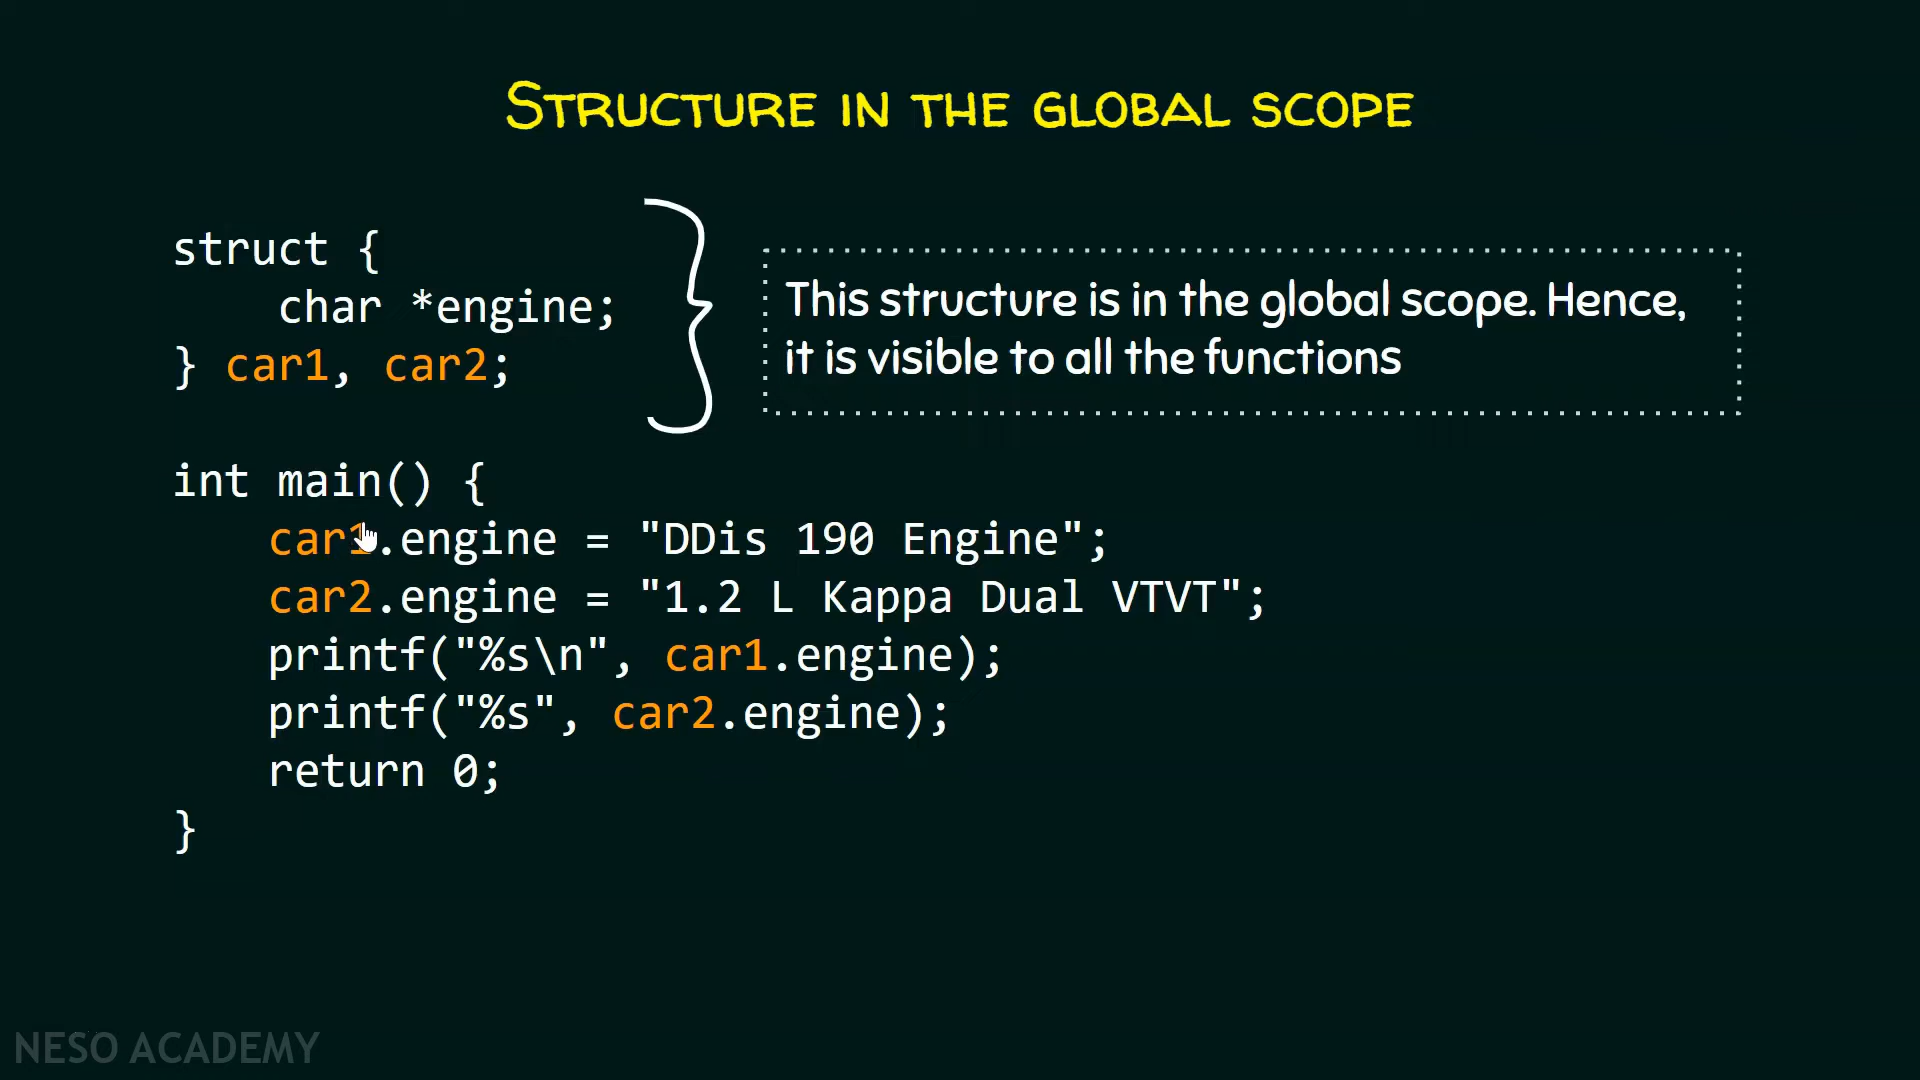 STRUCTURE IN THE GLOBAL SCOPE
struct {
    char *engine;
} car1, car2;
This structure is in the global scope. Hence,
it is visible to all the functions
int main() {
    car1.engine = "DDis 190 Engine";
    car2.engine = "1.2 L Kappa Dual VTVT";
    printf("%s\n", car1.engine);
    printf("%s", car2.engine);
    return 0;
}
NESO ACADEMY